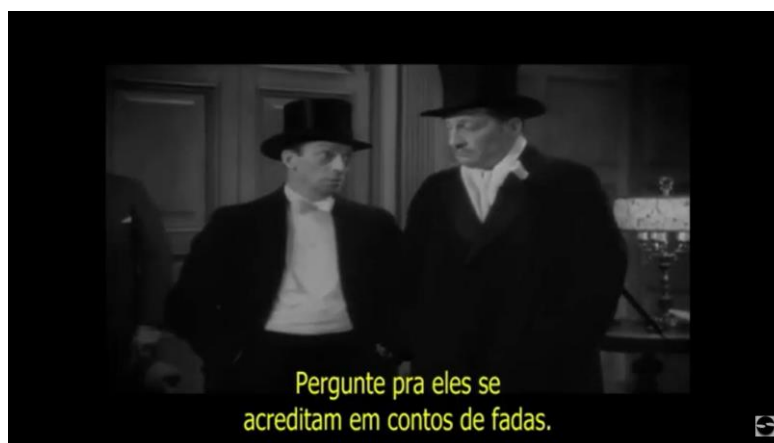 Pergunte pra eles se
acreditam em contos de fadas.